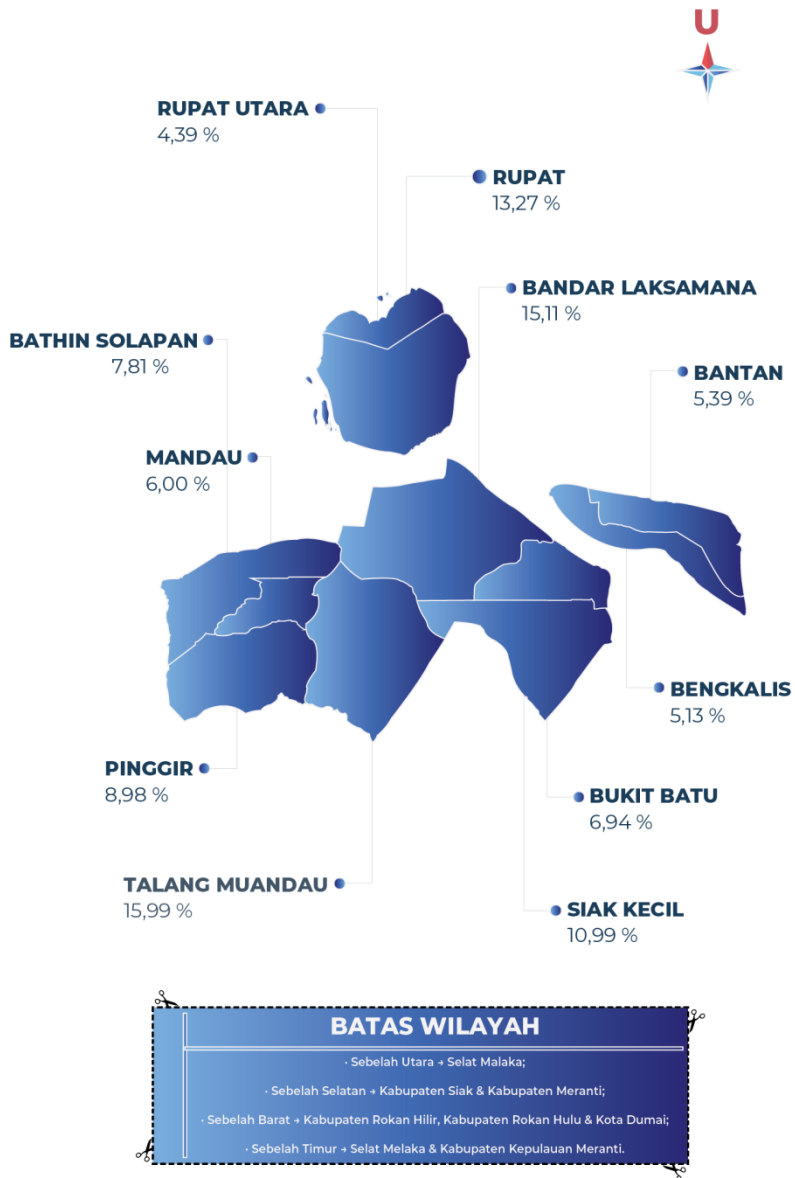 U
RUPAT UTARA
4,39 %
RUPAT
13,27 %
BANDAR LAKSAMANA
15,11 %
BATHIN SOLAPAN
7,81 %
BANTAN
5,39 %
MANDAU
6,00 %
BENGKALIS
5,13 %
PINGGIR
8,98 %
BUKIT BATU
6,94 %
TALANG MUANDAU
15,99 %
SIAK KECIL
10,99 %
BATAS WILAYAH
· Sebelah Utara → Selat Malaka;
· Sebelah Selatan → Kabupaten Siak & Kabupaten Meranti;
· Sebelah Barat → Kabupaten Rokan Hilir, Kabupaten Rokan Hulu & Kota Dumai;
· Sebelah Timur → Selat Melaka & Kabupaten Kepulauan Meranti.